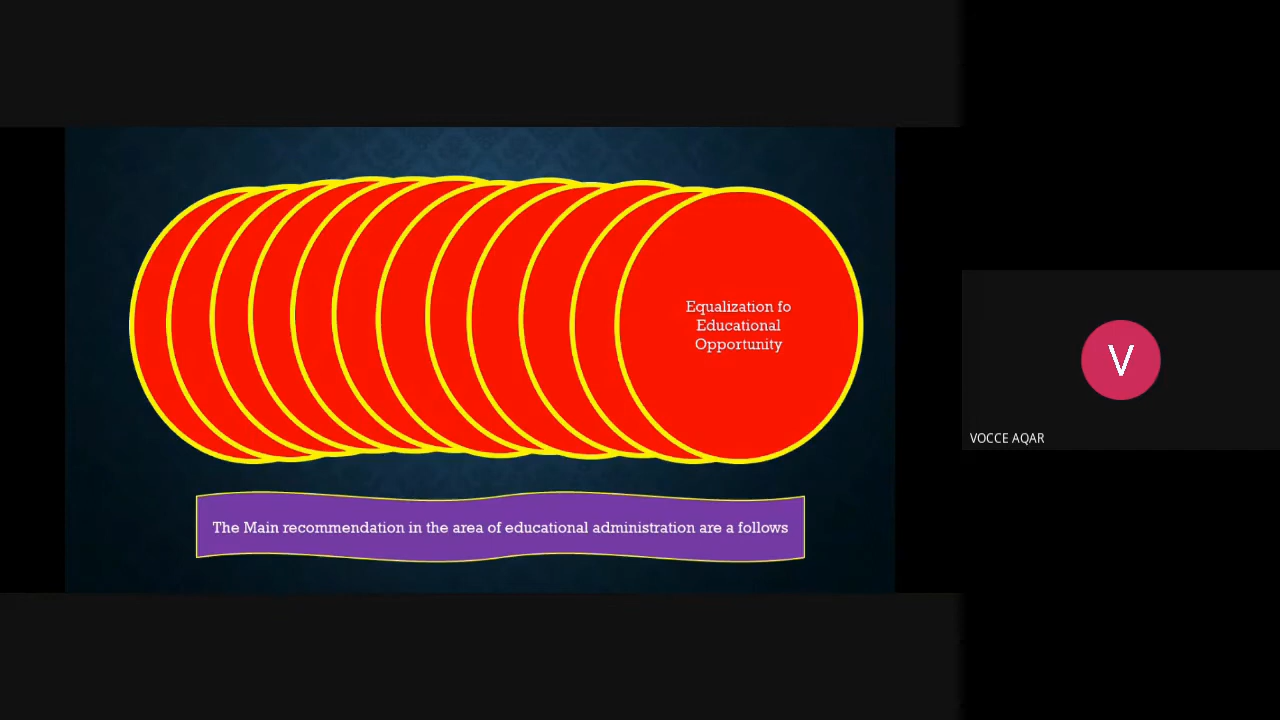 Equalization fo
Educational
Opportunity
The Main recommendation in the area of educational administration are a follows
V
VOCCE AQAR